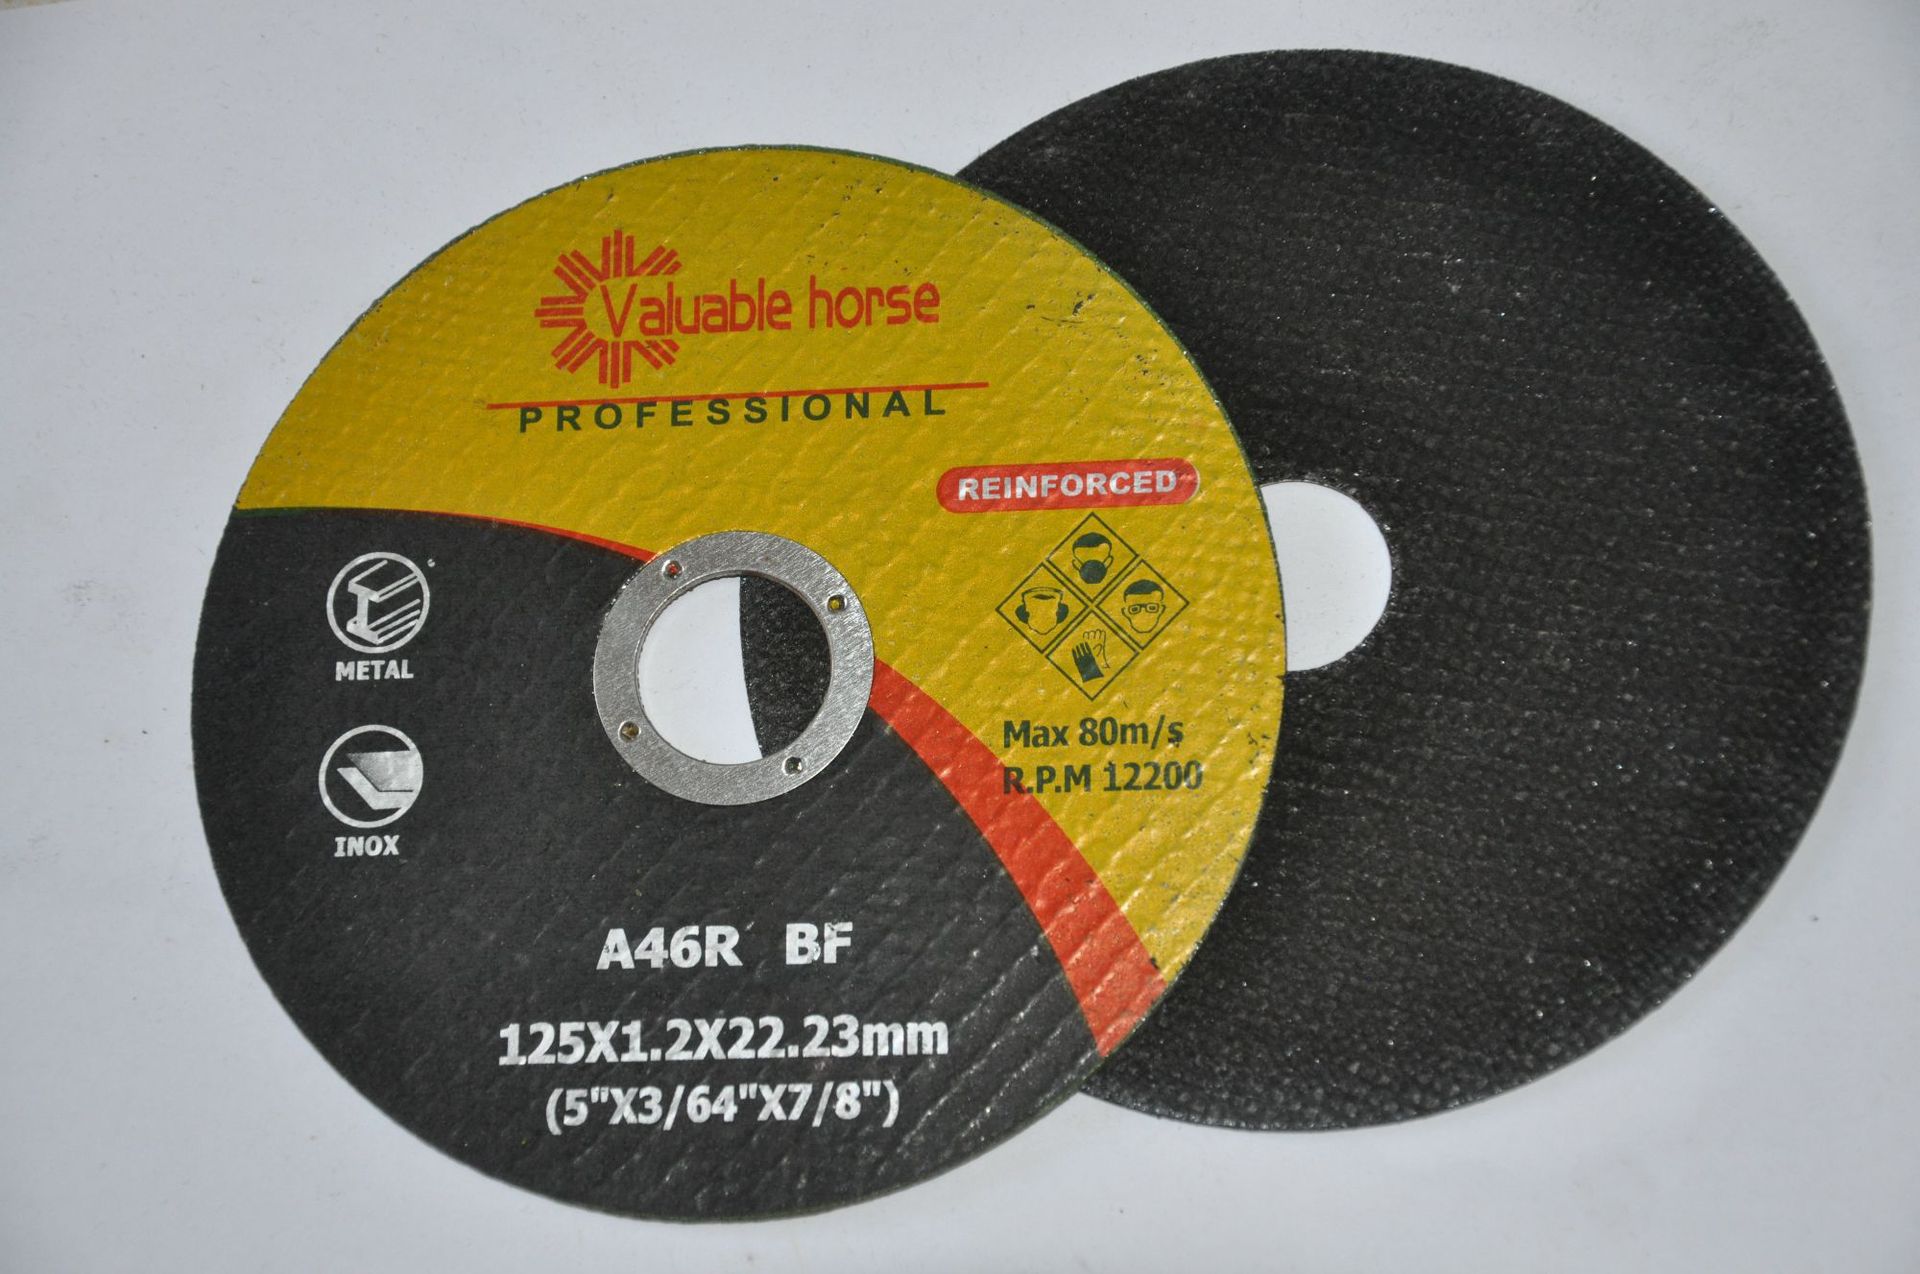 Valuable horse
PROFESSIONAL
REINFORCED
METAL
Max 80m/s
R.P.M 12200
INOX
A46R BF
125X1.2X22.23mm
(5"X3/64"X7/8")